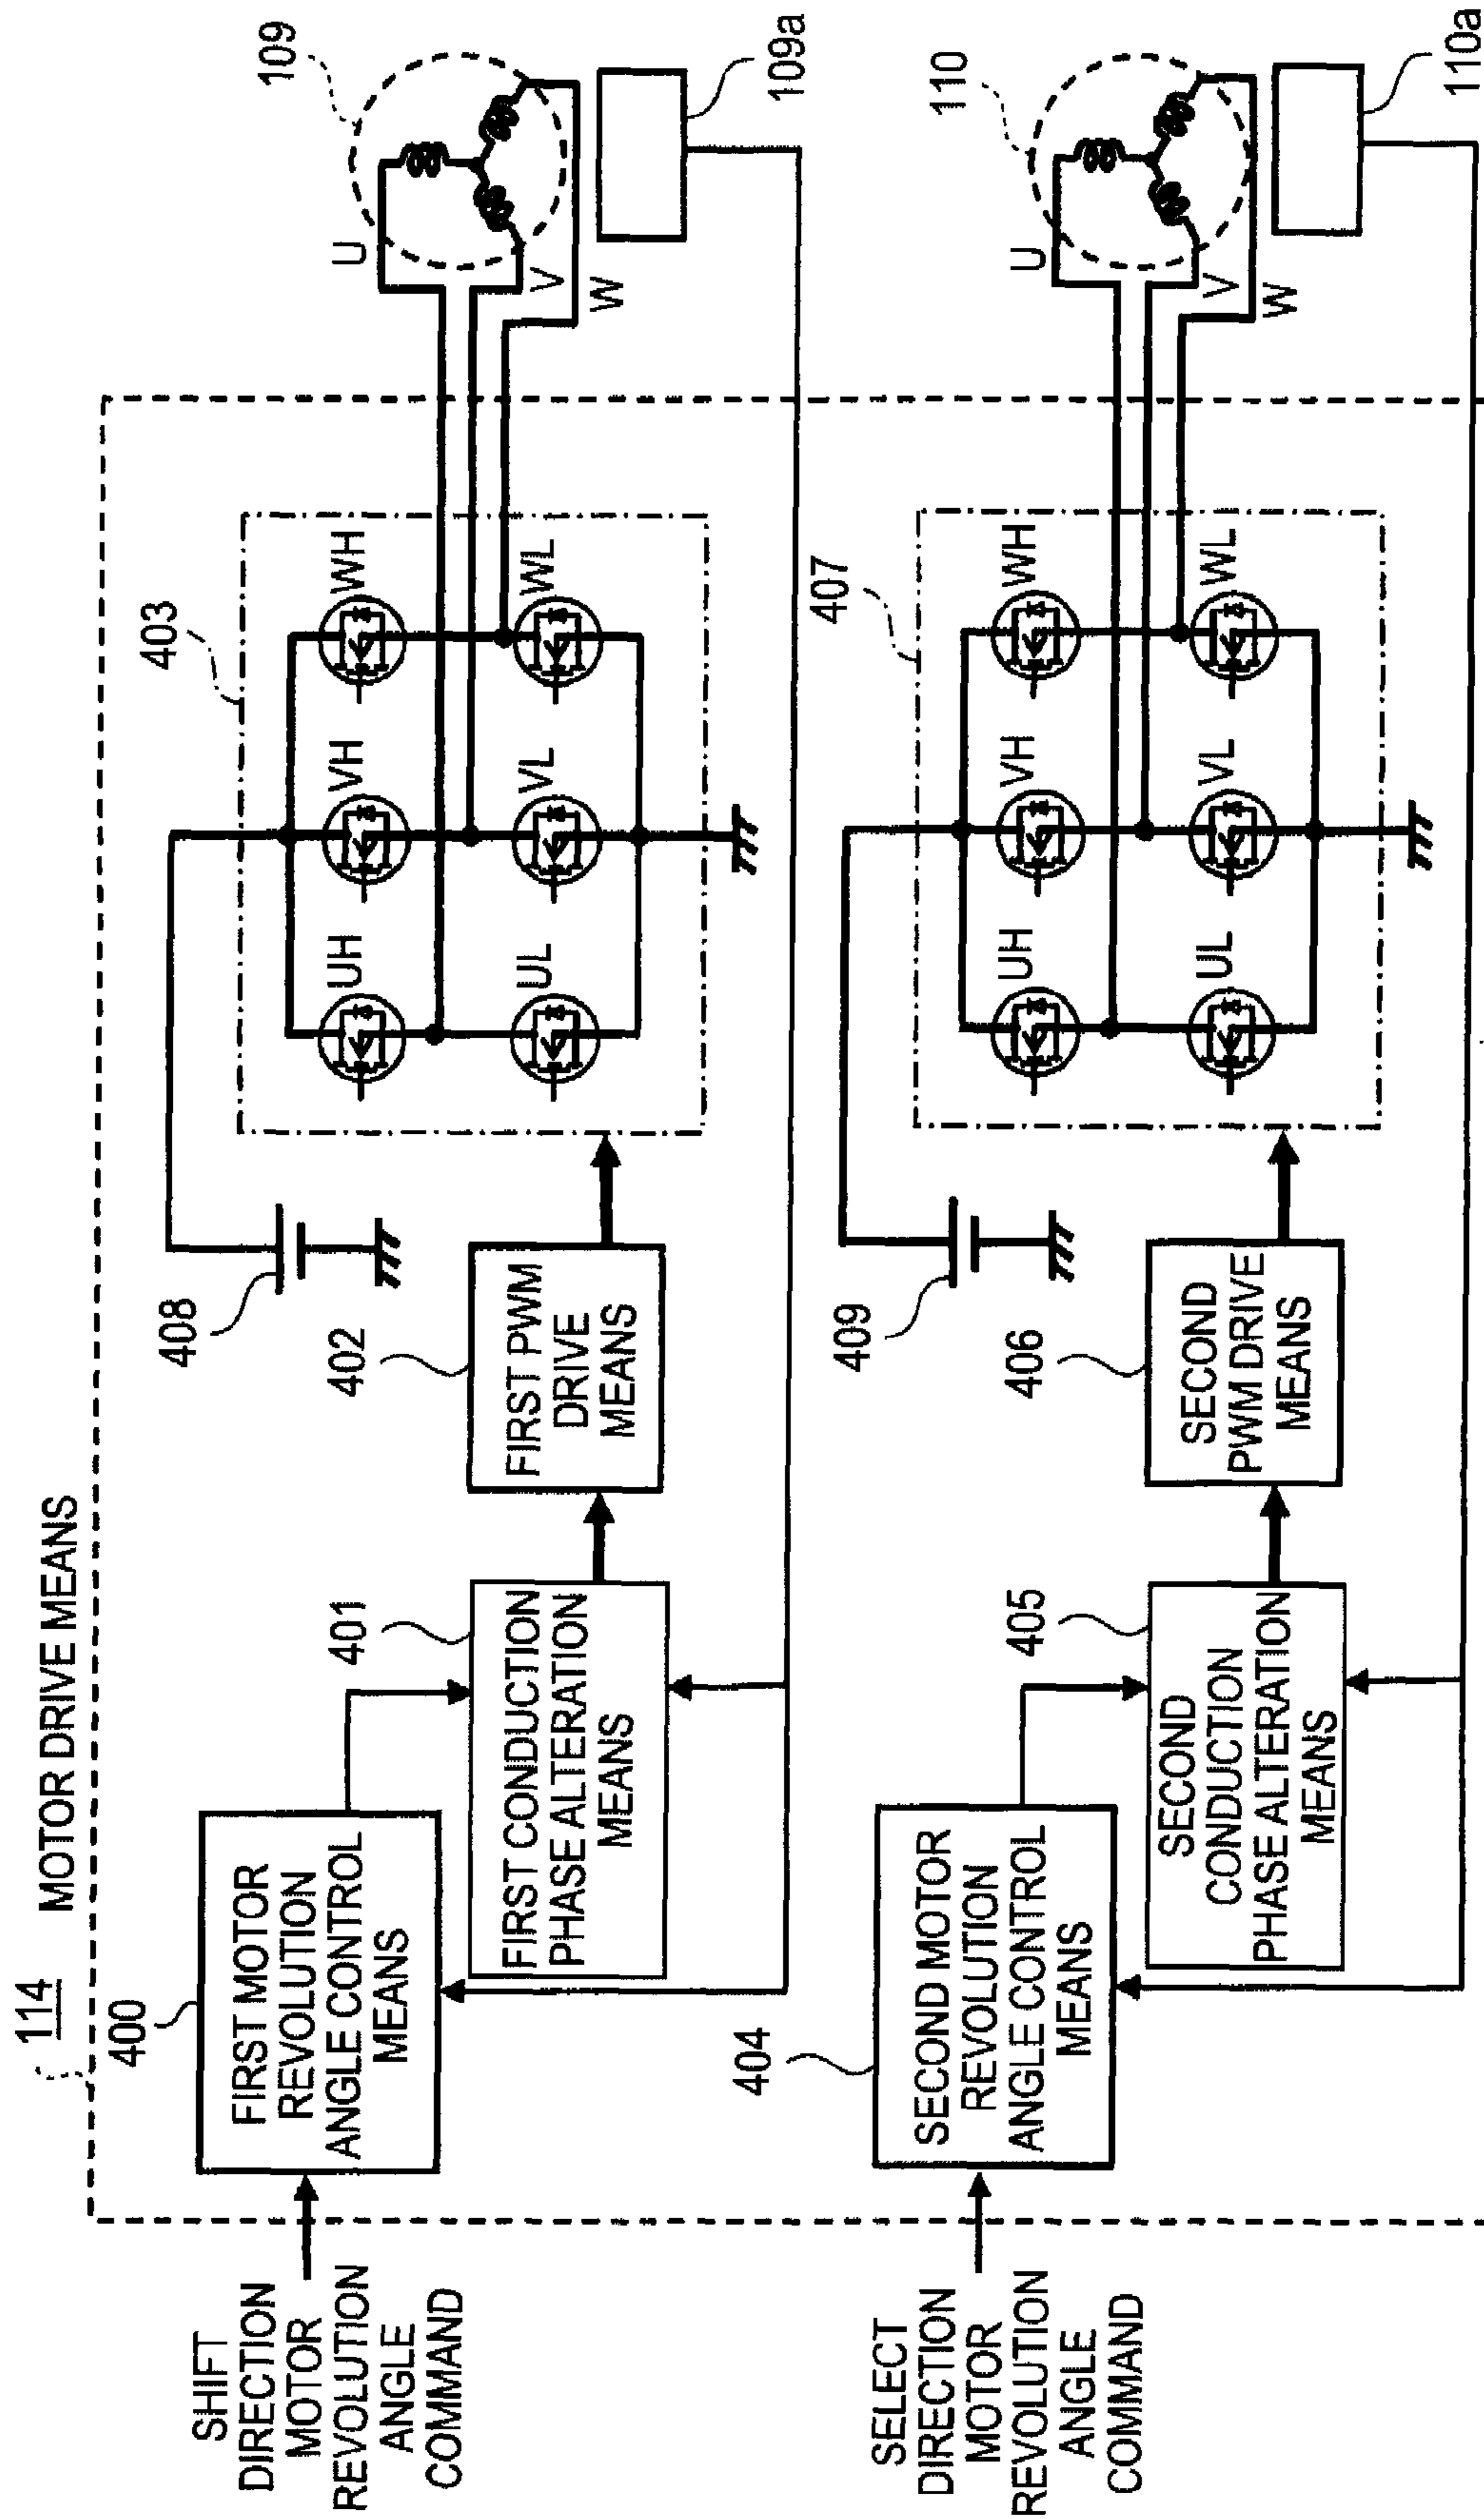 114
MOTOR DRIVE MEANS
SHIFT
DIRECTION
MOTOR
REVOLUTION
ANGLE
COMMAND
400
FIRST MOTOR
REVOLUTION
ANGLE CONTROL
MEANS
401
FIRST CONDUCTION
PHASE ALTERATION
MEANS
402
FIRST PWM
DRIVE
MEANS
408
403
UH
VH
WH
UL
VL
WL
109
U
V
W
109a
SELECT
DIRECTION
MOTOR
REVOLUTION
ANGLE
COMMAND
404
SECOND MOTOR
REVOLUTION
ANGLE CONTROL
MEANS
405
SECOND
CONDUCTION
PHASE ALTERATION
MEANS
406
SECOND
PWM DRIVE
MEANS
409
407
UH
VH
WH
UL
VL
WL
110
U
V
W
110a